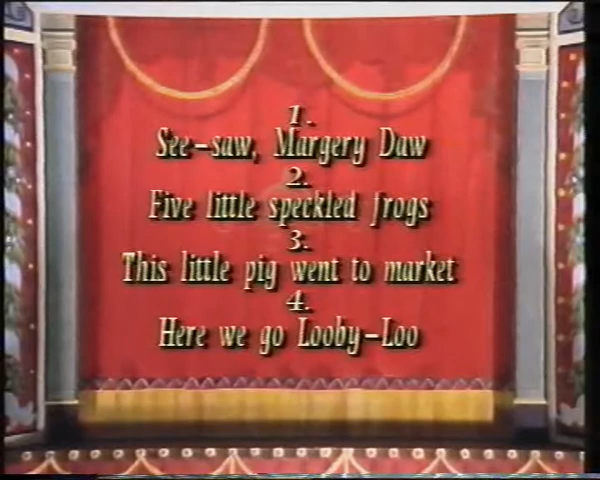 1.
See-saw, Margery Daw
2.
Five little speckled frogs
3.
This little pig went to market
4.
Here we go Looby-Loo